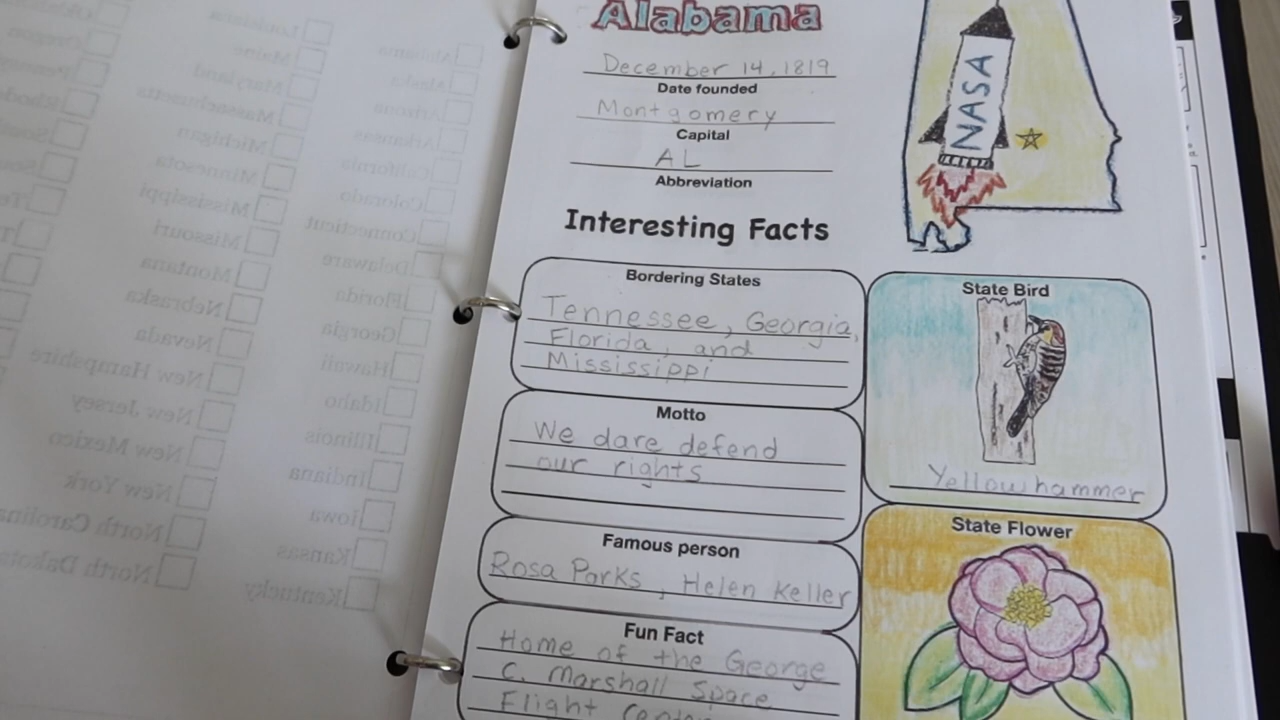 Alabama
December 14, 1819
Date founded
Montgomery
Capital
AL
Abbreviation
NASA
Interesting Facts
Bordering States
Tennessee, Georgia,
Florida, and
Mississippi
Motto
We dare defend
our rights
Famous person
Rosa Parks, Helen Keller
Fun Fact
Home of the George
C. Marshall Space
Flight
State Bird
Yellowhammer
State Flower
Alabama
Alaska
Arizona
Arkansas
California
Colorado
Connecticut
Delaware
Florida
Georgia
Hawaii
Idaho
Illinois
Indiana
Iowa
Kansas
Kentucky
Louisiana
Maine
Maryland
Massachusetts
Michigan
Minnesota
Mississippi
Missouri
Montana
Nebraska
Nevada
New Hampshire
New Jersey
New Mexico
New York
North Carolina
North Dakota